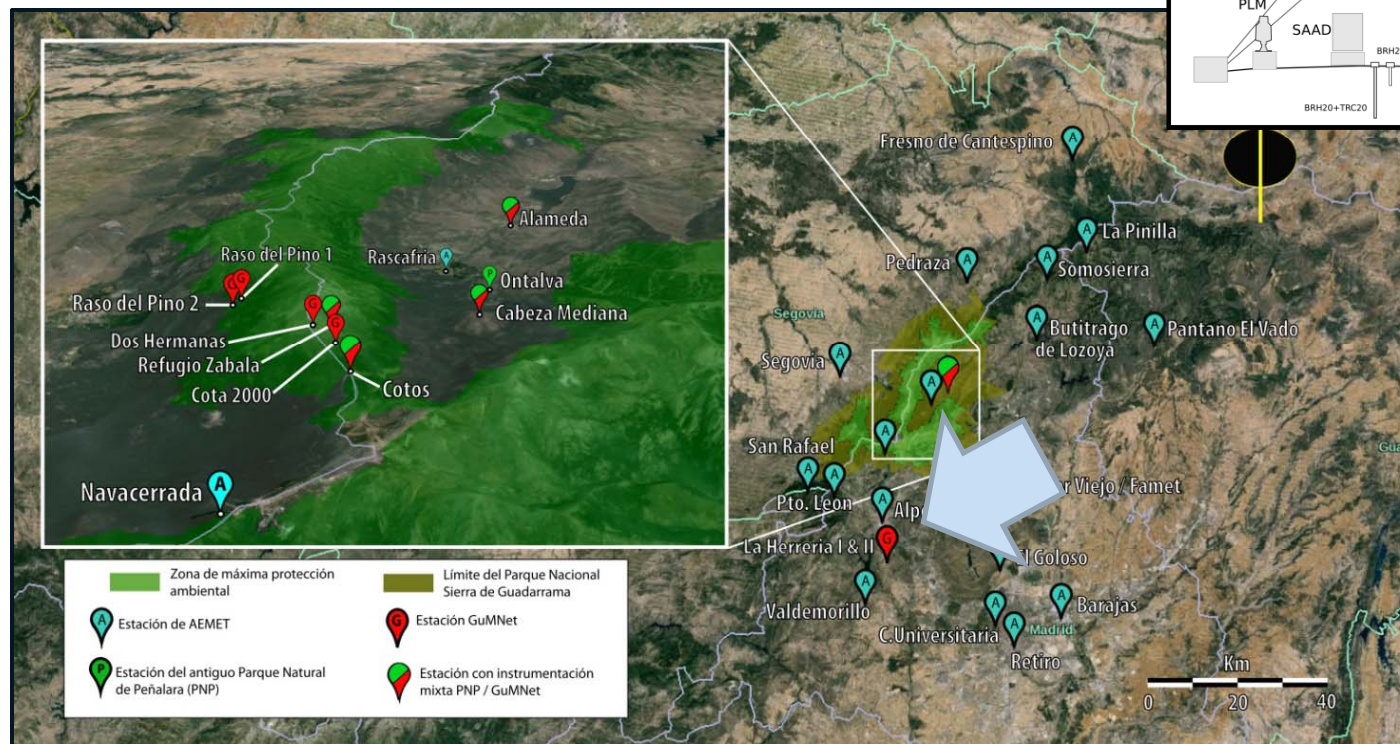 PLM
SAAD
BRH2
BRH20+TRC20
Fresno de Cantespino
A
La Pinilla
A
Pedraza
A
Somosierra
A
Segovia
Butitrago
de Lozoya
A
Pantano El Vado
A
Segovia
A
A
A
San Rafael
A
Pto. Leon
A
A
Alp
r Viejo / Famet
La Herreria I & II
G
El Goloso
Valdemorillo
A
Barajas
A
C.Universitaria
A
Madrid
Retiro
A
Gua
Km
0 20 40
Alameda
Rascafria
A
Raso del Pino 1
G
Raso del Pino 2
P
Ontalva
Cabeza Mediana
Dos Hermanas
G
Refugio Zabala
G
Cota 2000
Cotos
Navacerrada
A
Zona de máxima protección
ambiental
Límite del Parque Nacional
Sierra de Guadarrama
A
Estación de AEMET
G
Estación GuMNet
P
Estación del antiguo Parque Natural
de Peñalara (PNP)
Estación con instrumentación
mixta PNP / GuMNet